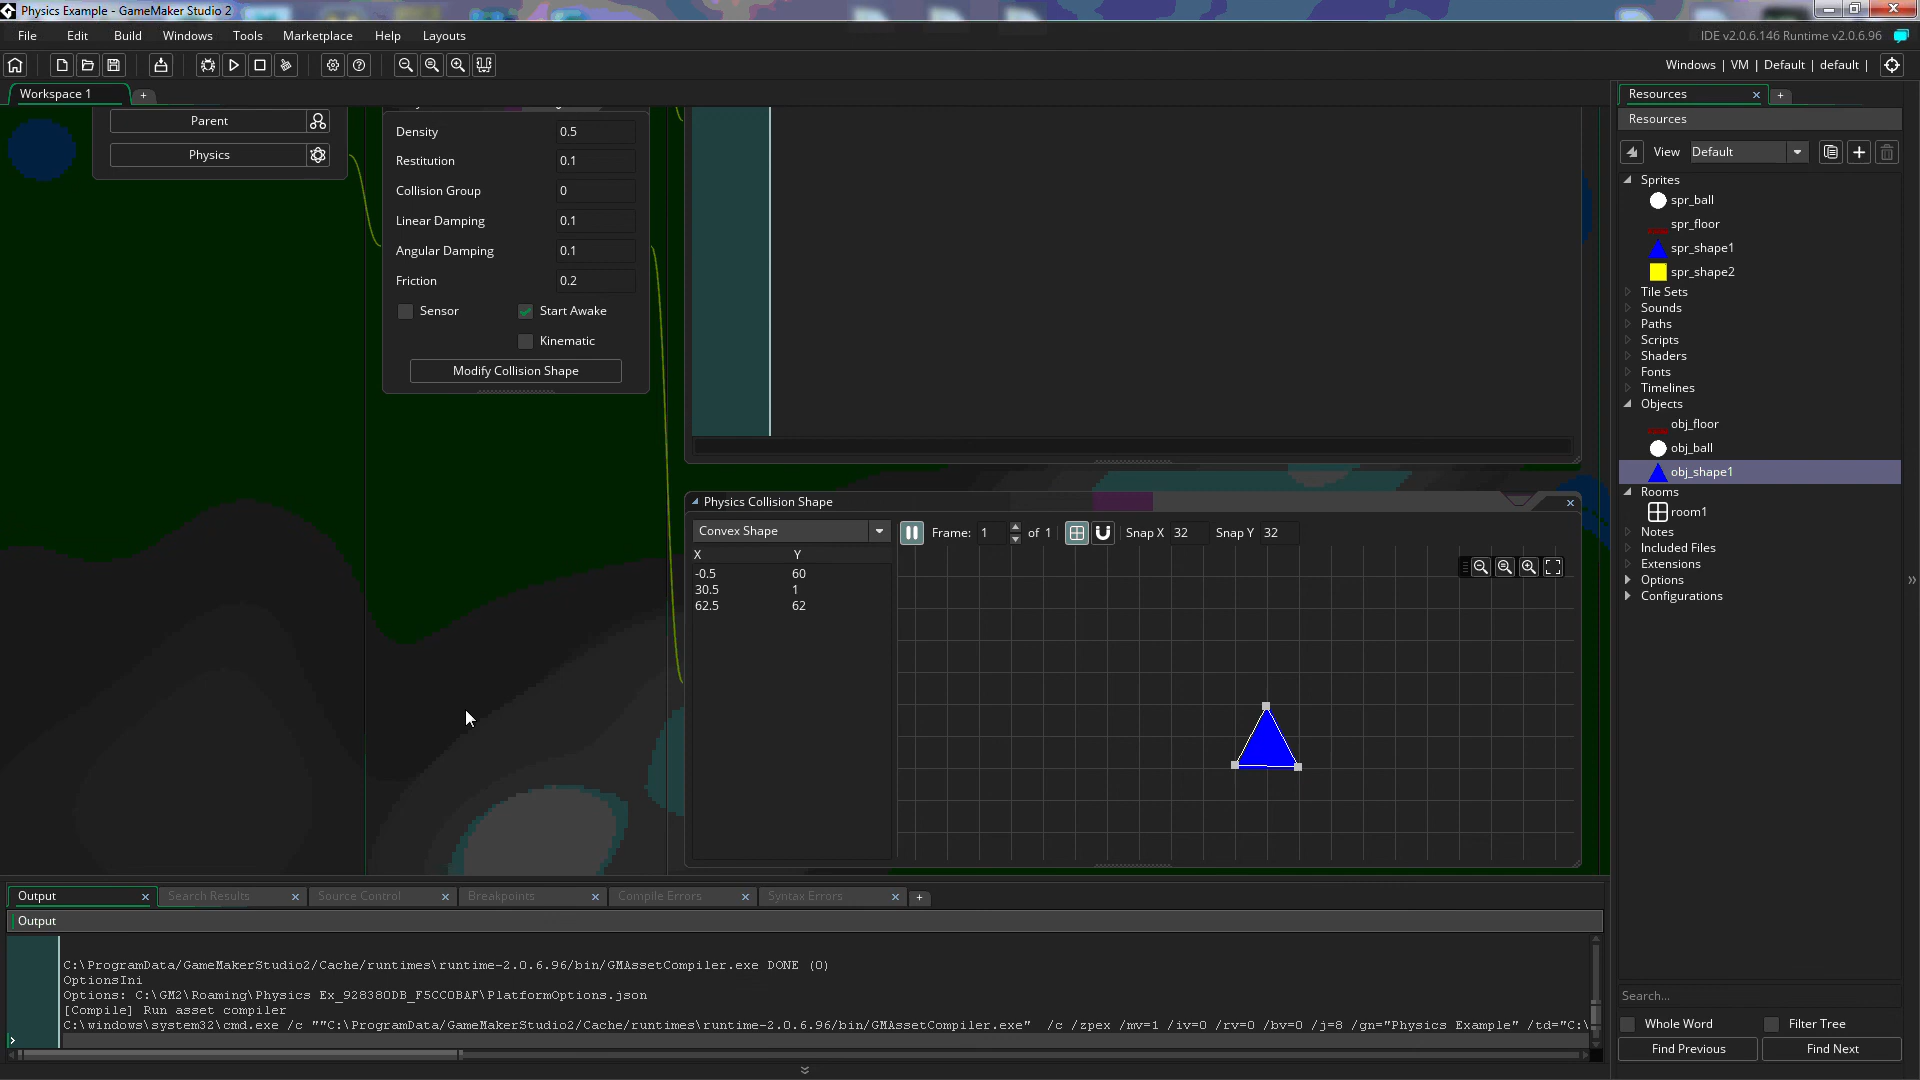 Physics Example - GameMaker Studio 2
File Edit Build Windows Tools Marketplace Help Layouts
IDE v2.0.6.146 Runtime v2.0.6.96
Windows | VM | Default | default |
Workspace 1
Parent
Physics
Density 0.5
Restitution 0.1
Collision Group 0
Linear Damping 0.1
Angular Damping 0.1
Friction 0.2
Sensor Start Awake
Kinematic
Modify Collision Shape
Physics Collision Shape
Convex Shape
Frame: 1 of 1 Snap X 32 Snap Y 32
X Y
-0.5 60
30.5 1
62.5 62
Resources
Resources
View Default
Sprites
spr_ball
spr_floor
spr_shape1
spr_shape2
Tile Sets
Sounds
Paths
Scripts
Shaders
Fonts
Timelines
Objects
obj_floor
obj_ball
obj_shape1
Rooms
room1
Notes
Included Files
Extensions
Options
Configurations
Search...
Whole Word Filter Tree
Find Previous Find Next
Output Search Results Source Control Breakpoints Compile Errors Syntax Errors
Output
C:\ProgramData/GameMakerStudio2/Cache/runtimes\runtime-2.0.6.96/bin/GMAssetCompiler.exe DONE (0)
OptionsIni
Options: C:\GM2\Roaming\Physics Ex_928380DB_F5CC0BAF\PlatformOptions.json
[Compile] Run asset compiler
C:\windows\system32\cmd.exe /c ""C:\ProgramData/GameMakerStudio2/Cache/runtimes\runtime-2.0.6.96/bin/GMAssetCompiler.exe" /c /zpex /mv=1 /iv=0 /rv=0 /bv=0 /j=8 /gn="Physics Example" /td="C:\